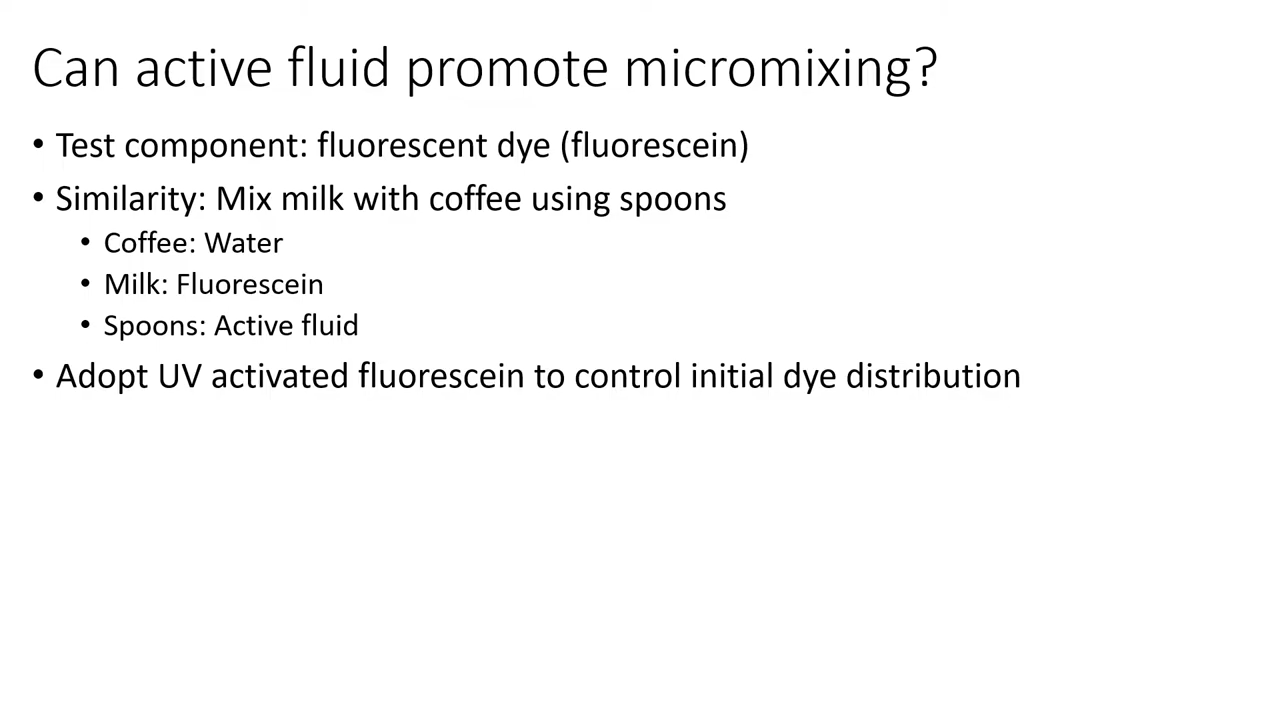 Can active fluid promote micromixing?
• Test component: fluorescent dye (fluorescein)
• Similarity: Mix milk with coffee using spoons
• Coffee: Water
• Milk: Fluorescein
• Spoons: Active fluid
• Adopt UV activated fluorescein to control initial dye distribution